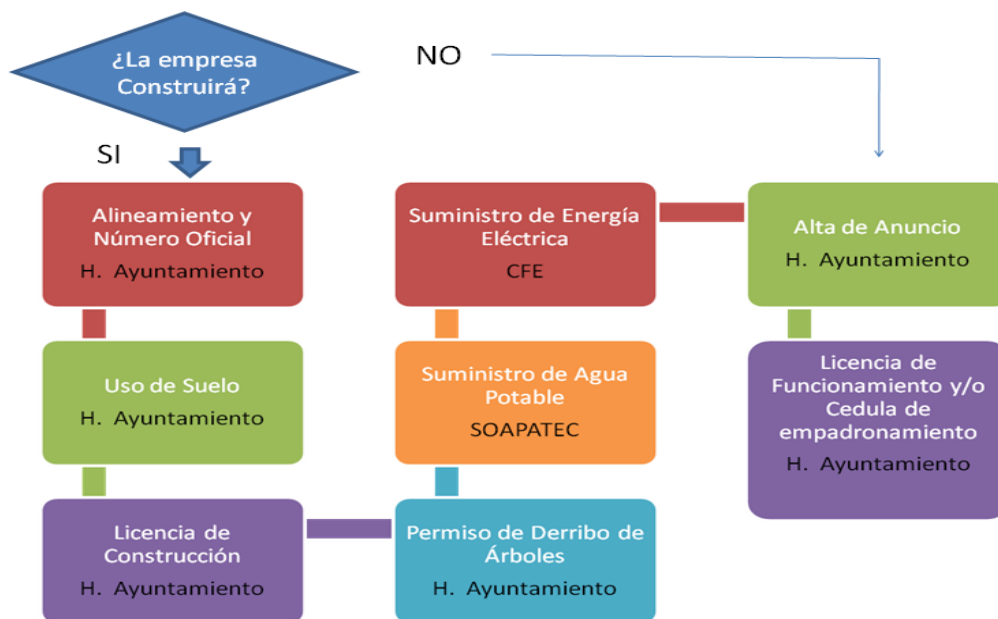 ¿La empresa
Construirá?
NO
SI
Alineamiento y
Número Oficial
H. Ayuntamiento
Uso de Suelo
H. Ayuntamiento
Licencia de
Construcción
H. Ayuntamiento
Permiso de Derribo de
Árboles
H. Ayuntamiento
Suministro de Agua
Potable
SOAPATEC
Suministro de Energía
Eléctrica
CFE
Alta de Anuncio
H. Ayuntamiento
Licencia de
Funcionamiento y/o
Cedula de
empadronamiento
H. Ayuntamiento